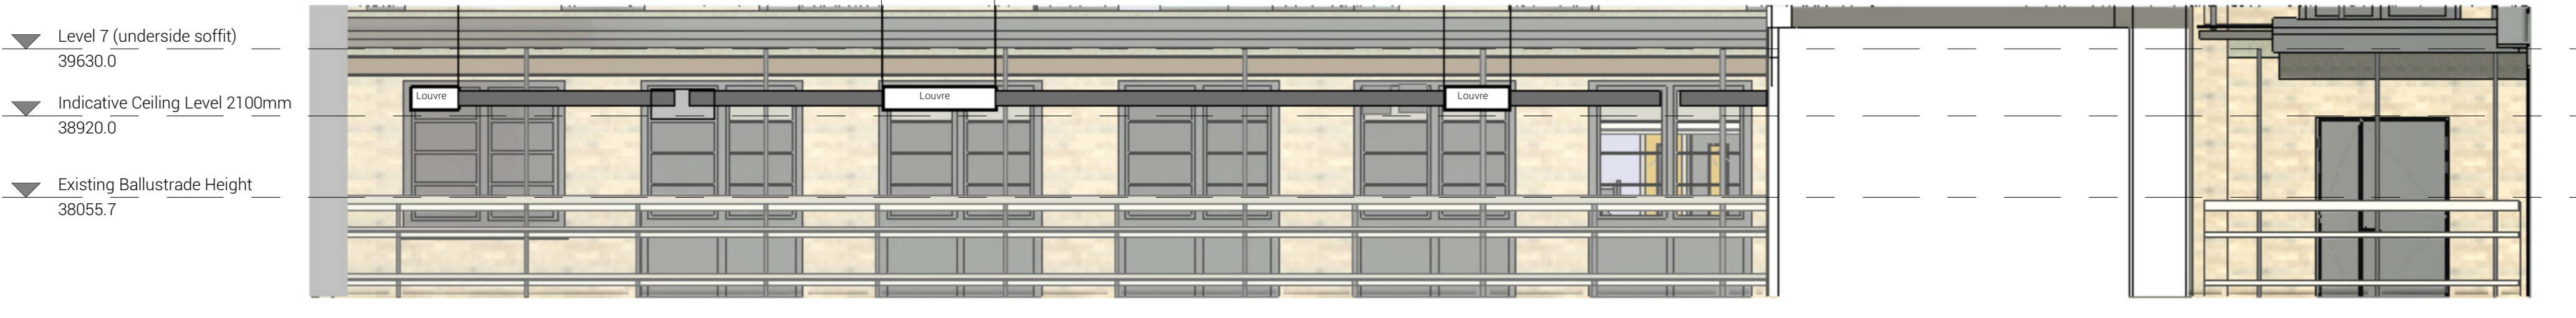 Level 7 (underside soffit)
39630.0
Indicative Ceiling Level 2100mm
38920.0
Existing Ballustrade Height
38055.7
Louvre
Louvre
Louvre